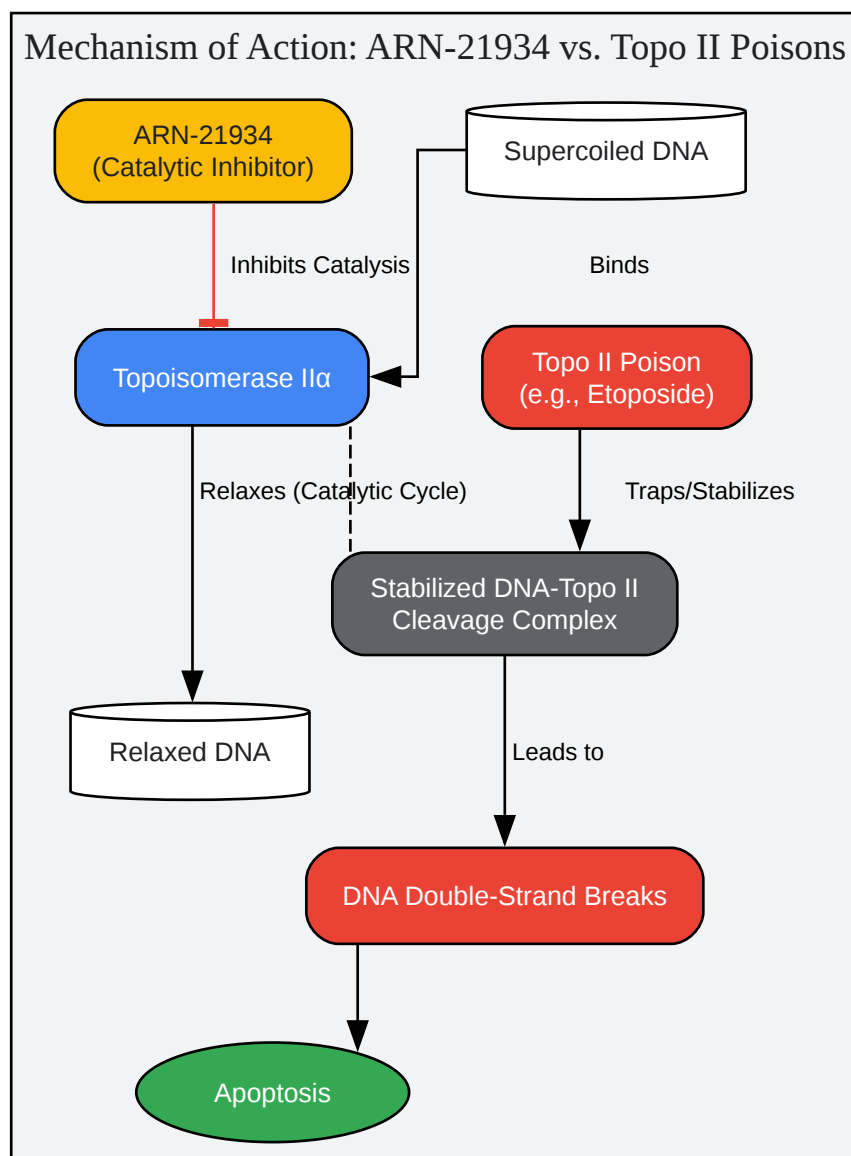 Mechanism of Action: ARN-21934 vs. Topo II Poisons
ARN-21934
(Catalytic Inhibitor)
Supercoiled DNA
Inhibits Catalysis
Binds
Topoisomerase IIα
Topo II Poison
(e.g., Etoposide)
Relaxes (Catalytic Cycle)
Traps/Stabilizes
Stabilized DNA-Topo II
Cleavage Complex
Relaxed DNA
Leads to
DNA Double-Strand Breaks
Apoptosis